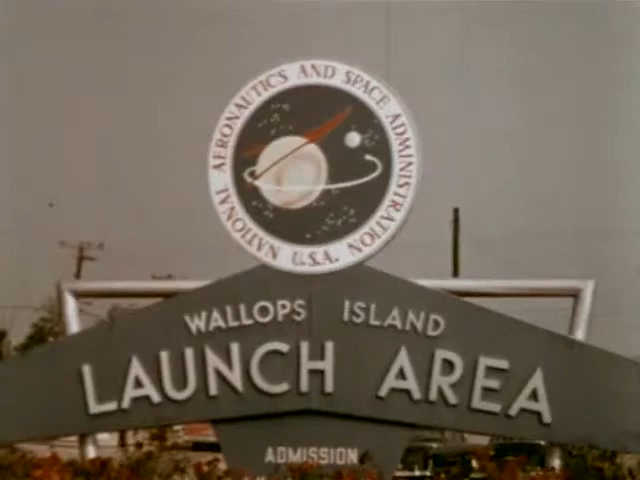 NATIONAL AERONAUTICS AND SPACE ADMINISTRATION
U.S.A.
WALLOPS ISLAND
LAUNCH AREA
ADMISSION